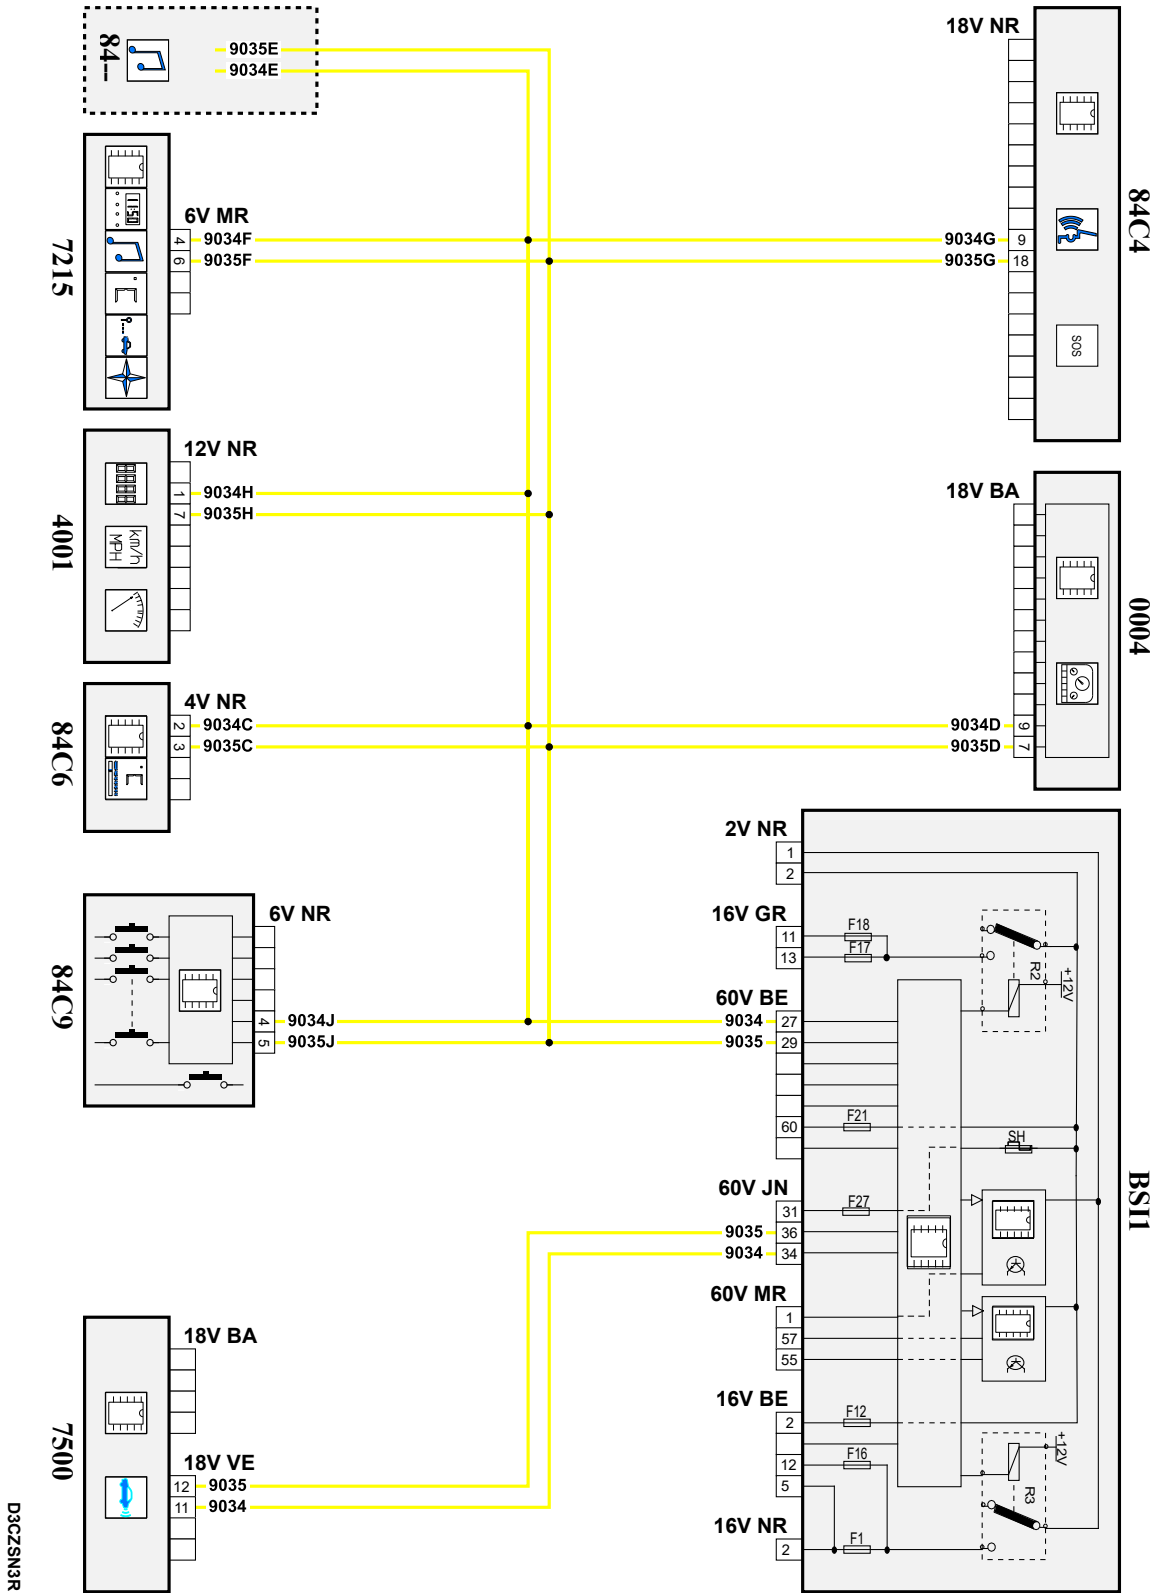 84--
9035E
9034E
18V NR
84C4
SOS
9034G
9
9035G
18
6V MR
4
9034F
6
9035F
11:50
C
7215
12V NR
1
9034H
7
9035H
km/h
MPH
4001
18V BA
0004
9034D
9
9035D
7
4V NR
2
9034C
3
9035C
C
84C6
2V NR
1
2
16V GR
11
F18
13
F17
R2
+12V
6V NR
4
9034J
5
9035J
84C9
60V BE
9034
27
9035
29
60
F21
SH
BSI1
60V JN
31
F27
9035
36
9034
34
60V MR
1
57
55
16V BE
2
F12
12
F16
5
16V NR
2
F1
+12V
R3
18V BA
18V VE
12
9035
11
9034
7500
D3CZSN3R